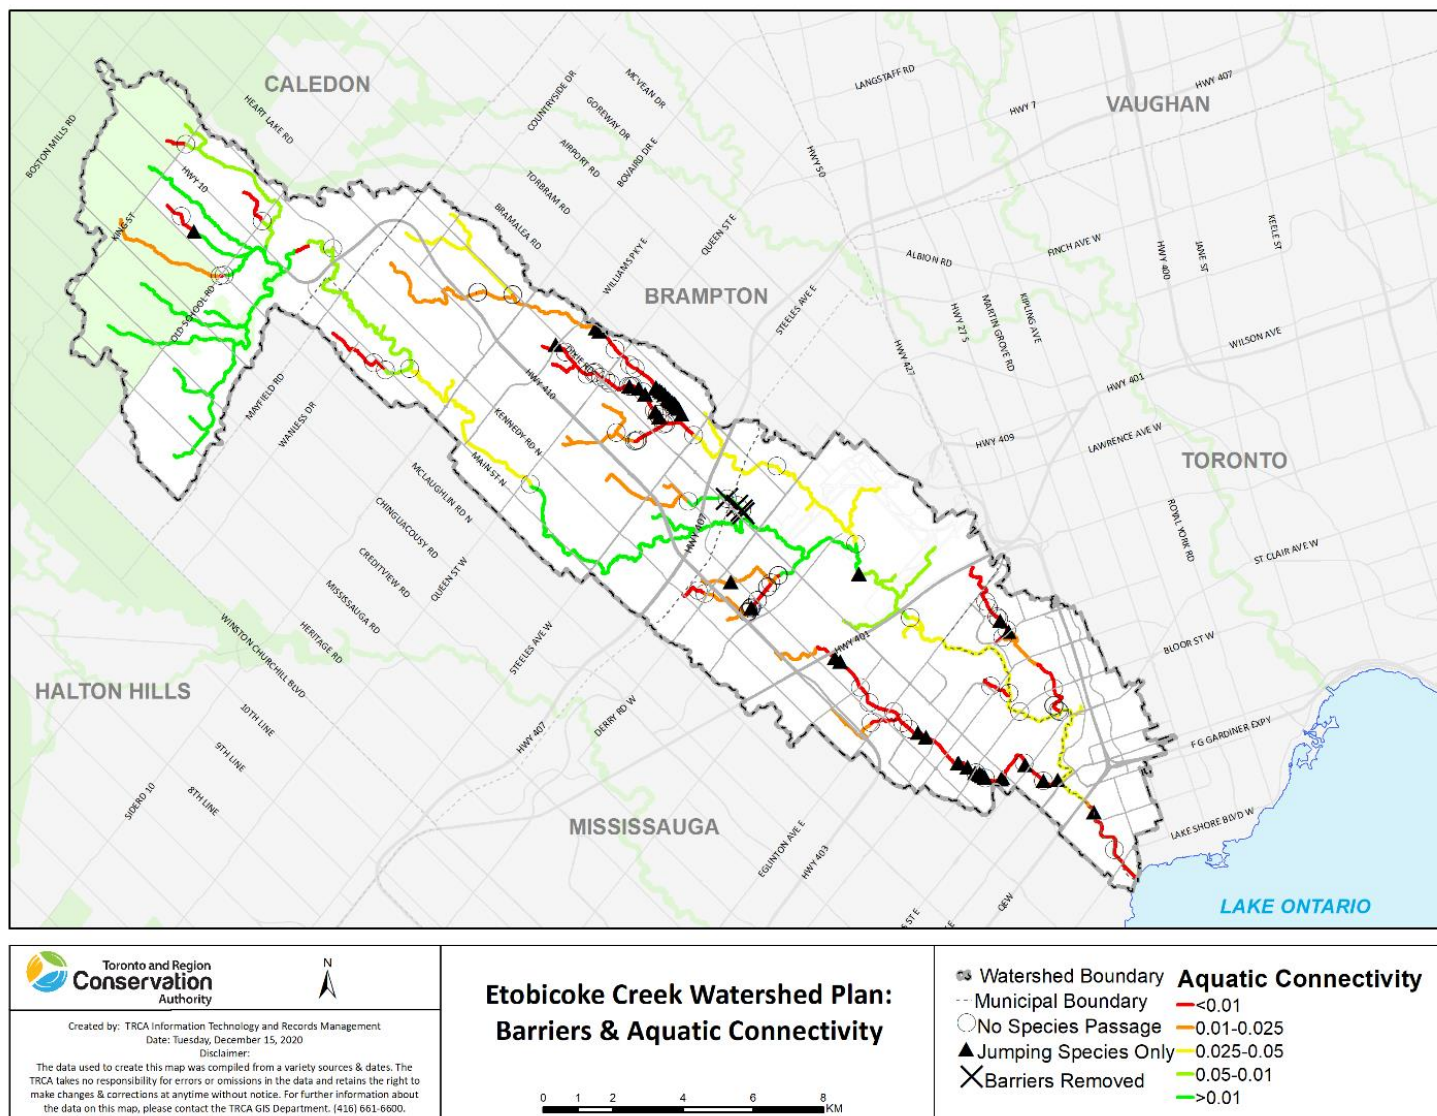 CALEDON
VAUGHAN
BRAMPTON
TORONTO
HALTON HILLS
MISSISSAUGA
LAKE ONTARIO
BOSTON MILLS RD
HEART LAKE RD
HWY 10
KING ST
OLD SCHOOL RD
MAYFIELD RD
WANLESS DR
COUNTRYSIDE DR
MCVEAN DR
GOREWAY DR
AIRPORT RD
BOVAIRD DR E
TORBRAM RD
BRAMALEA RD
WILLIAMS PKY E
QUEEN ST E
STEELES AVE E
HWY 50
LANGSTAFF RD
HWY 7
HWY 407
ALBION RD
FINCH AVE W
HWY 400
JANE ST
KEELE ST
HWY 27 S
MARTIN GROVE RD
KIPLING AVE
WILSON AVE
HWY 427
HWY 401
HWY 409
LAWRENCE AVE W
ROYAL YORK RD
ST CLAIR AVE W
BLOOR ST W
F G GARDINER EXPY
LAKE SHORE BLVD W
DIXIE RD
HWY 410
KENNEDY RD N
MAIN ST N
MCLAUGHLIN RD N
CHINGUACOUSY RD
CREDITVIEW RD
MISSISSAUGA RD
QUEEN ST W
HERITAGE RD
WINSTON CHURCHILL BLVD
STEELES AVE W
10TH LINE
9TH LINE
8TH LINE
SIDERD 10
HWY 407
HWY 407
DERRY RD W
HWY 401
EGLINTON AVE E
HWY 403
QEW
Toronto and Region
Conservation
Authority
N
Created by: TRCA Information Technology and Records Management
Date: Tuesday, December 15, 2020
Disclaimer:
The data used to create this map was compiled from a variety sources & dates. The
TRCA takes no responsibility for errors or omissions in the data and retains the right to
make changes & corrections at anytime without notice. For further information about
the data on this map, please contact the TRCA GIS Department. (416) 661-6600.
Etobicoke Creek Watershed Plan:
Barriers & Aquatic Connectivity
0 1 2 4 6 8
KM
Watershed Boundary
Municipal Boundary
No Species Passage
Jumping Species Only
Barriers Removed
Aquatic Connectivity
<0.01
0.01-0.025
0.025-0.05
0.05-0.01
>0.01